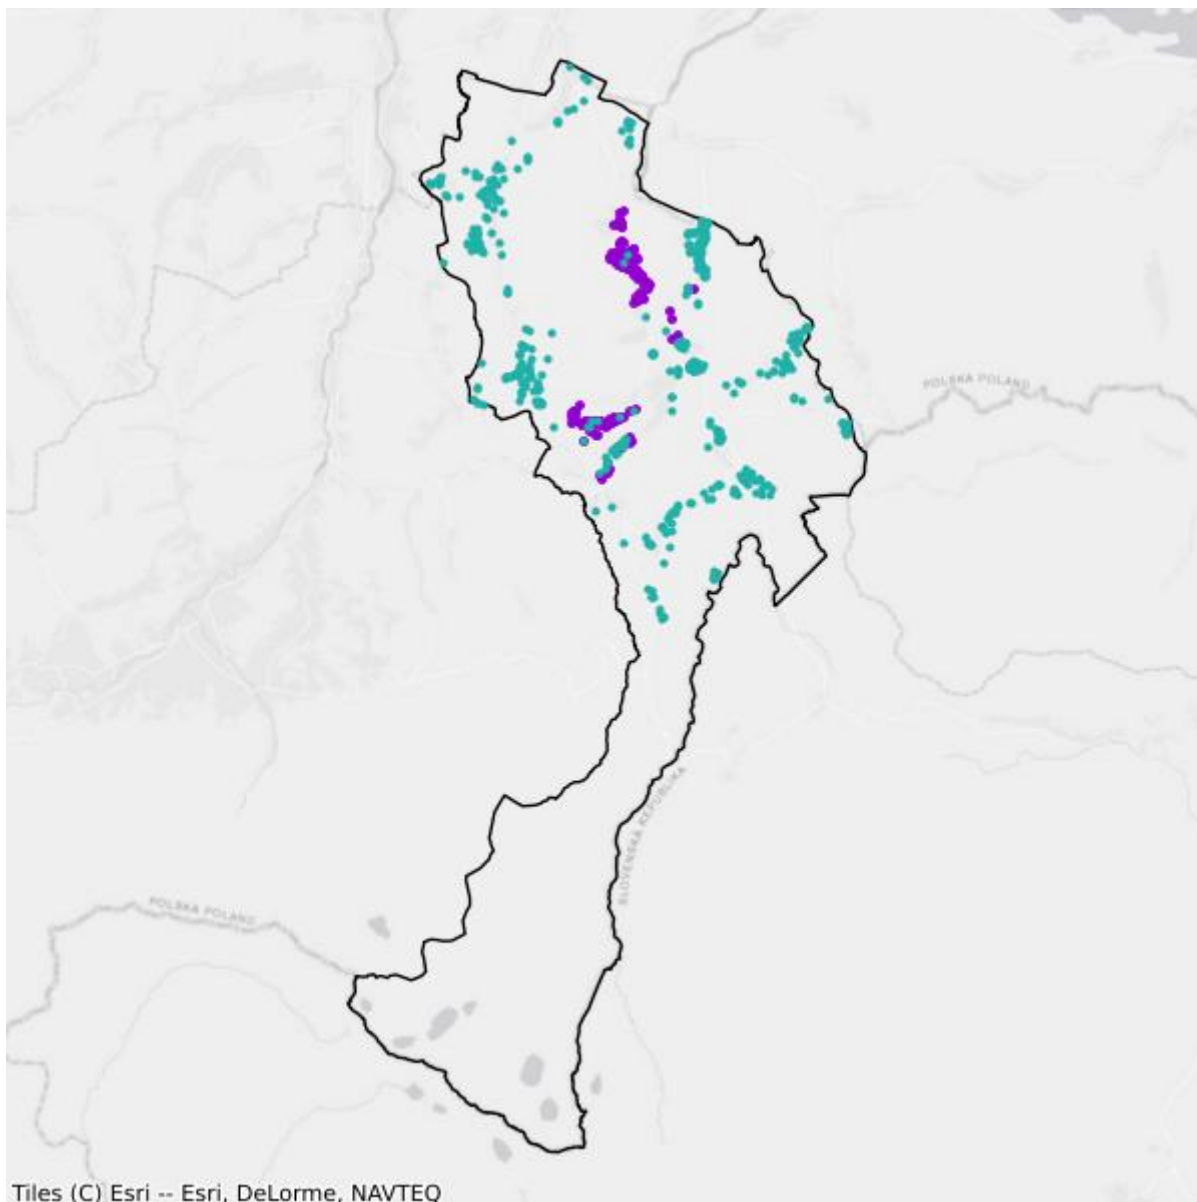 POLSKA POLAND
SLOVENSKÁ REPUBLIKA
POLSKA POLAND
Tiles (C) Esri -- Esri, DeLorme, NAVTEQ